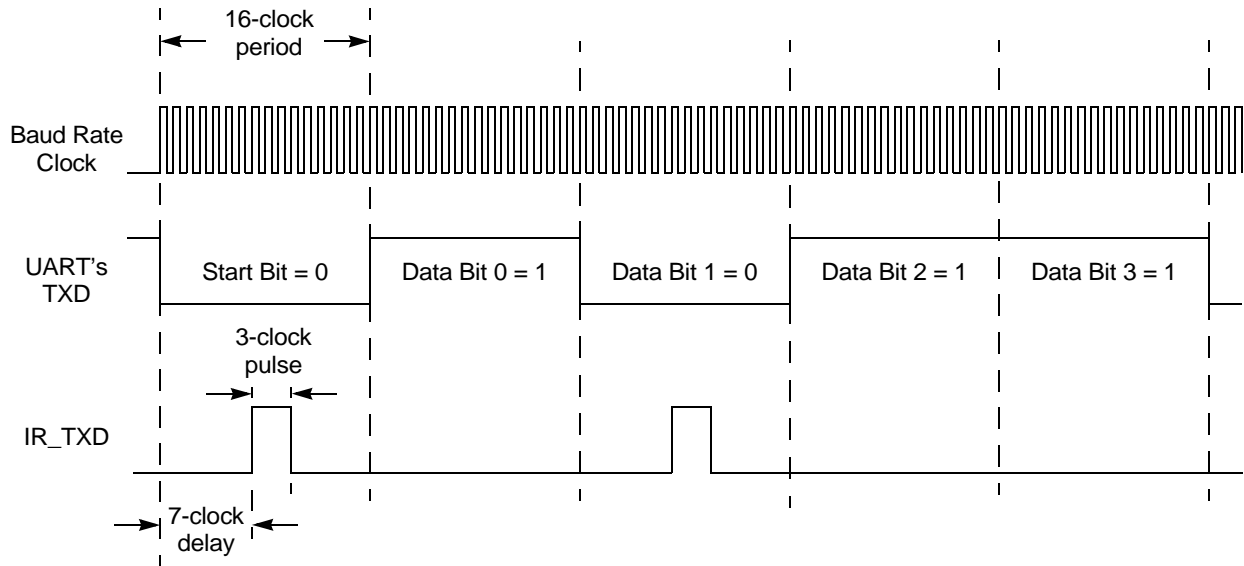 16-clock
period
Baud Rate
Clock
UART's
TXD
Start Bit = 0
Data Bit 0 = 1
Data Bit 1 = 0
Data Bit 2 = 1
Data Bit 3 = 1
3-clock
pulse
IR_TXD
7-clock
delay